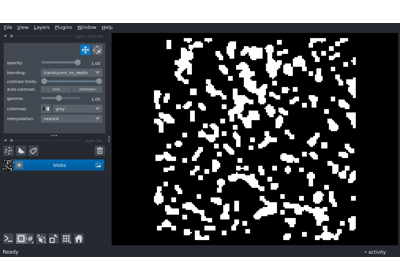 File View Layers Plugins Window Help
opacity: 1.00
blending: translucent_no_depth
contrast limits:
auto-contrast: once continuous
gamma: 1.00
colormap: gray
interpolation: nearest
blobs
Ready activity